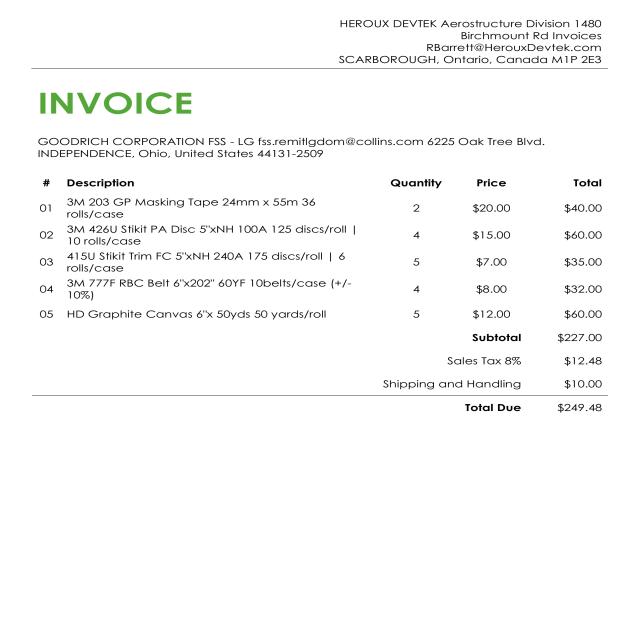 HEROUX DEVTEK Aerostructure Division 1480
Birchmount Rd Invoices
RBarrett@HerouxDevtek.com
SCARBOROUGH, Ontario, Canada M1P 2E3
INVOICE
GOODRICH CORPORATION FSS - LG fss.remitlgdom@collins.com 6225 Oak Tree Blvd.
INDEPENDENCE, Ohio, United States 44131-2509
# Description Quantity Price Total
01 3M 203 GP Masking Tape 24mm x 55m 36 rolls/case 2 $20.00 $40.00
02 3M 426U Stikit PA Disc 5"xNH 100A 125 discs/roll | 10 rolls/case 4 $15.00 $60.00
03 415U Stikit Trim FC 5"xNH 240A 175 discs/roll | 6 rolls/case 5 $7.00 $35.00
04 3M 777F RBC Belt 6"x202" 60YF 10belts/case (+/- 10%) 4 $8.00 $32.00
05 HD Graphite Canvas 6"x 50yds 50 yards/roll 5 $12.00 $60.00
Subtotal $227.00
Sales Tax 8% $12.48
Shipping and Handling $10.00
Total Due $249.48